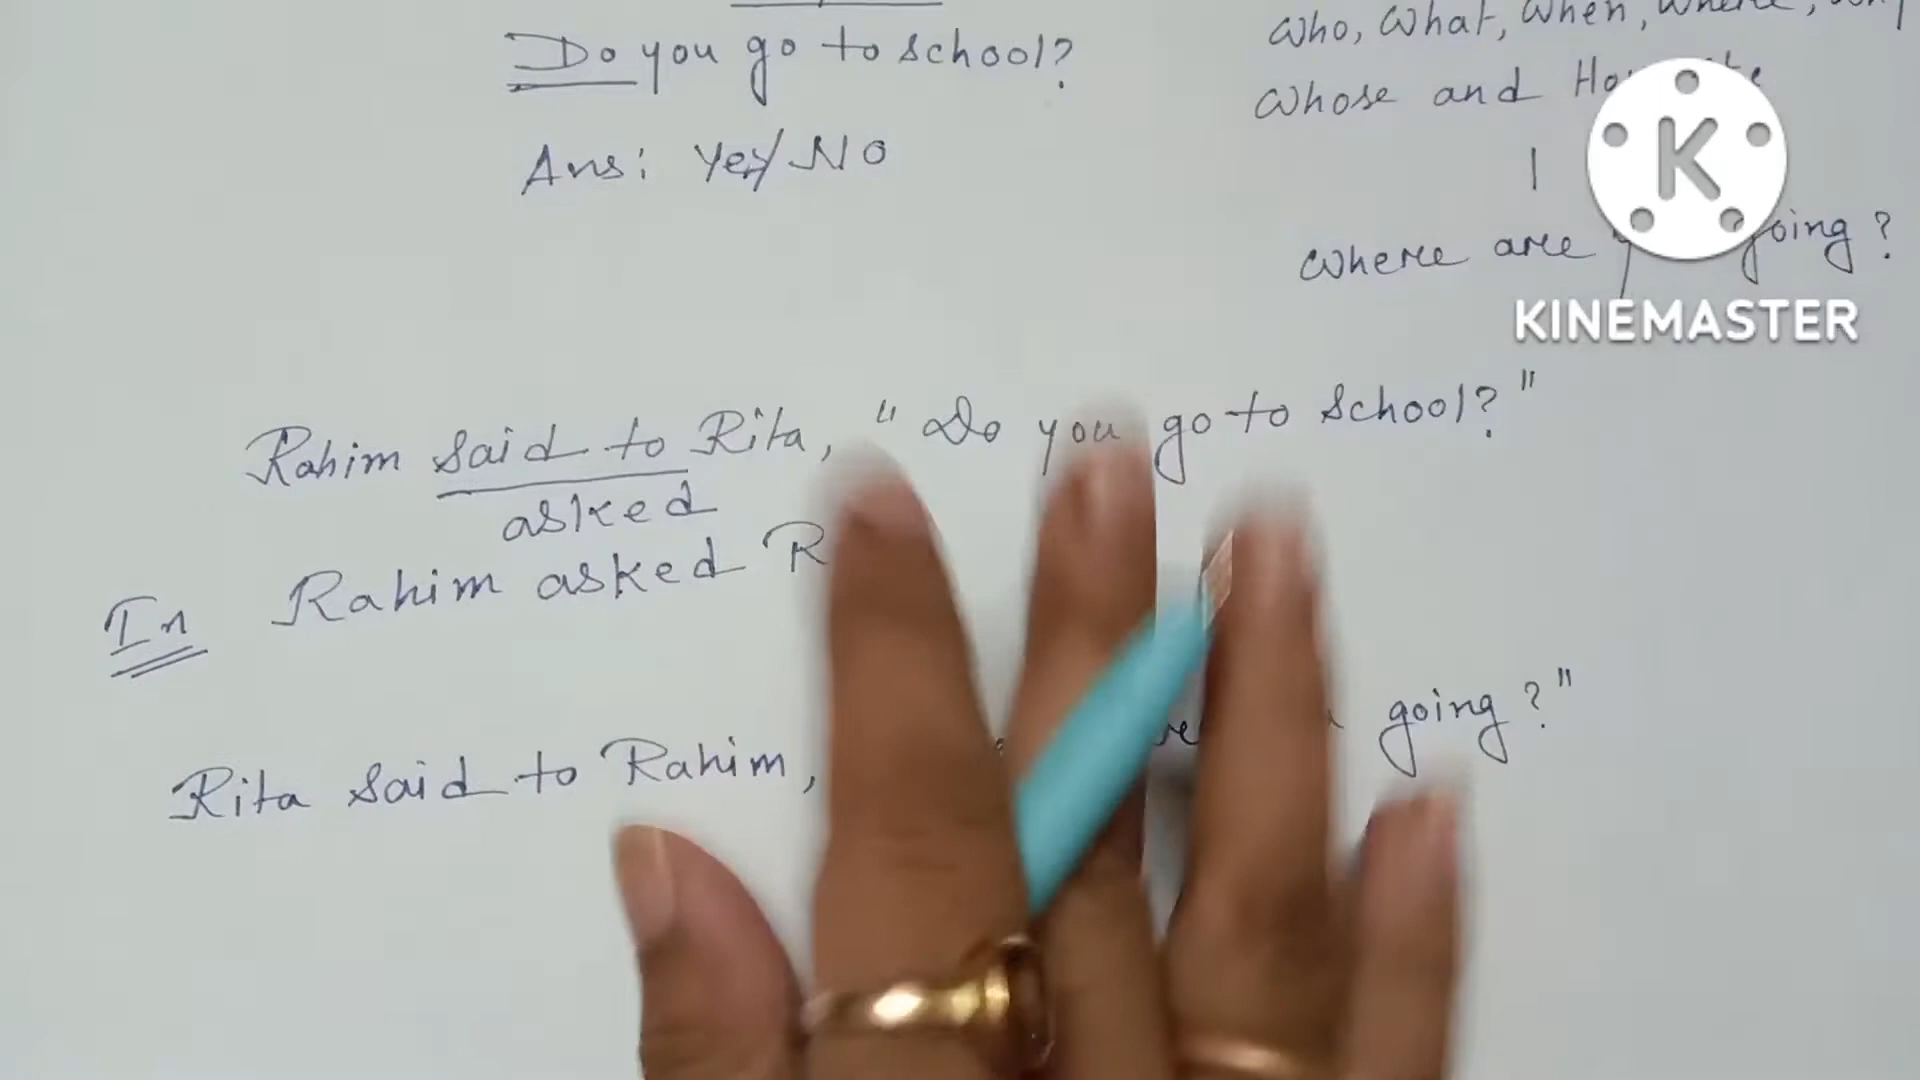 Do you go to school?
Ans: Yes/No
Who, What, When, Where,
Whose and
Where are going?
KINEMASTER
Rahim said to Rita, "Do you go to school?"
asked
In Rahim asked R
Rita said to Rahim, going?"